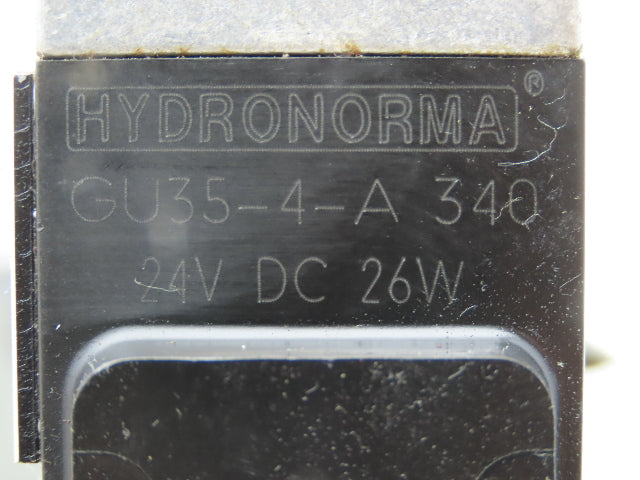 HYDRONORMA®
GU35-4-A 340
24V DC 26W